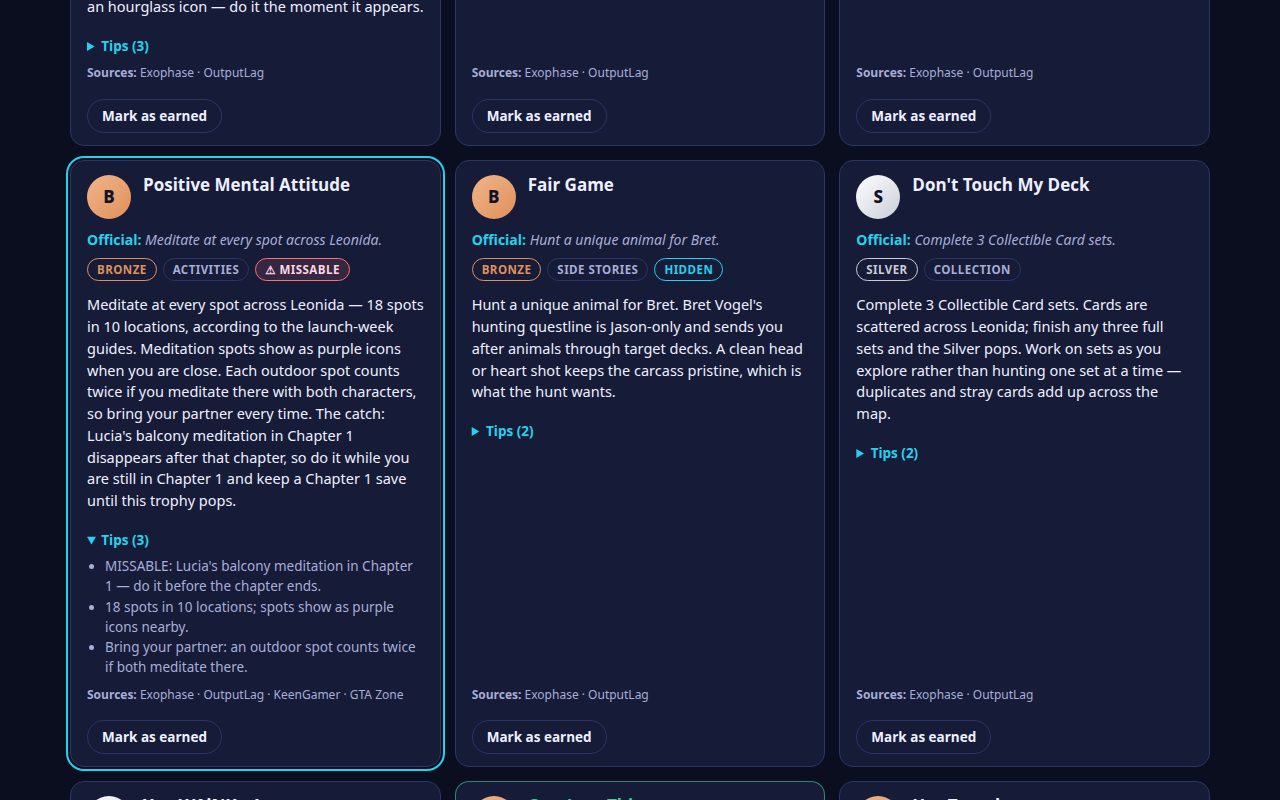 an hourglass icon — do it the moment it appears.
Tips (3)
Sources: Exophase · OutputLag
Mark as earned
Sources: Exophase · OutputLag
Mark as earned
Sources: Exophase · OutputLag
Mark as earned
B
Positive Mental Attitude
Official: Meditate at every spot across Leonida.
BRONZE
ACTIVITIES
⚠ MISSABLE
Meditate at every spot across Leonida — 18 spots
in 10 locations, according to the launch-week
guides. Meditation spots show as purple icons
when you are close. Each outdoor spot counts
twice if you meditate there with both characters,
so bring your partner every time. The catch:
Lucia's balcony meditation in Chapter 1
disappears after that chapter, so do it while you
are still in Chapter 1 and keep a Chapter 1 save
until this trophy pops.
Tips (3)
MISSABLE: Lucia's balcony meditation in Chapter
1 — do it before the chapter ends.
18 spots in 10 locations; spots show as purple
icons nearby.
Bring your partner: an outdoor spot counts twice
if both meditate there.
Sources: Exophase · OutputLag · KeenGamer · GTA Zone
Mark as earned
B
Fair Game
Official: Hunt a unique animal for Bret.
BRONZE
SIDE STORIES
HIDDEN
Hunt a unique animal for Bret. Bret Vogel's
hunting questline is Jason-only and sends you
after animals through target decks. A clean head
or heart shot keeps the carcass pristine, which is
what the hunt wants.
Tips (2)
Sources: Exophase · OutputLag
Mark as earned
S
Don't Touch My Deck
Official: Complete 3 Collectible Card sets.
SILVER
COLLECTION
Complete 3 Collectible Card sets. Cards are
scattered across Leonida; finish any three full
sets and the Silver pops. Work on sets as you
explore rather than hunting one set at a time —
duplicates and stray cards add up across the
map.
Tips (2)
Sources: Exophase · OutputLag
Mark as earned